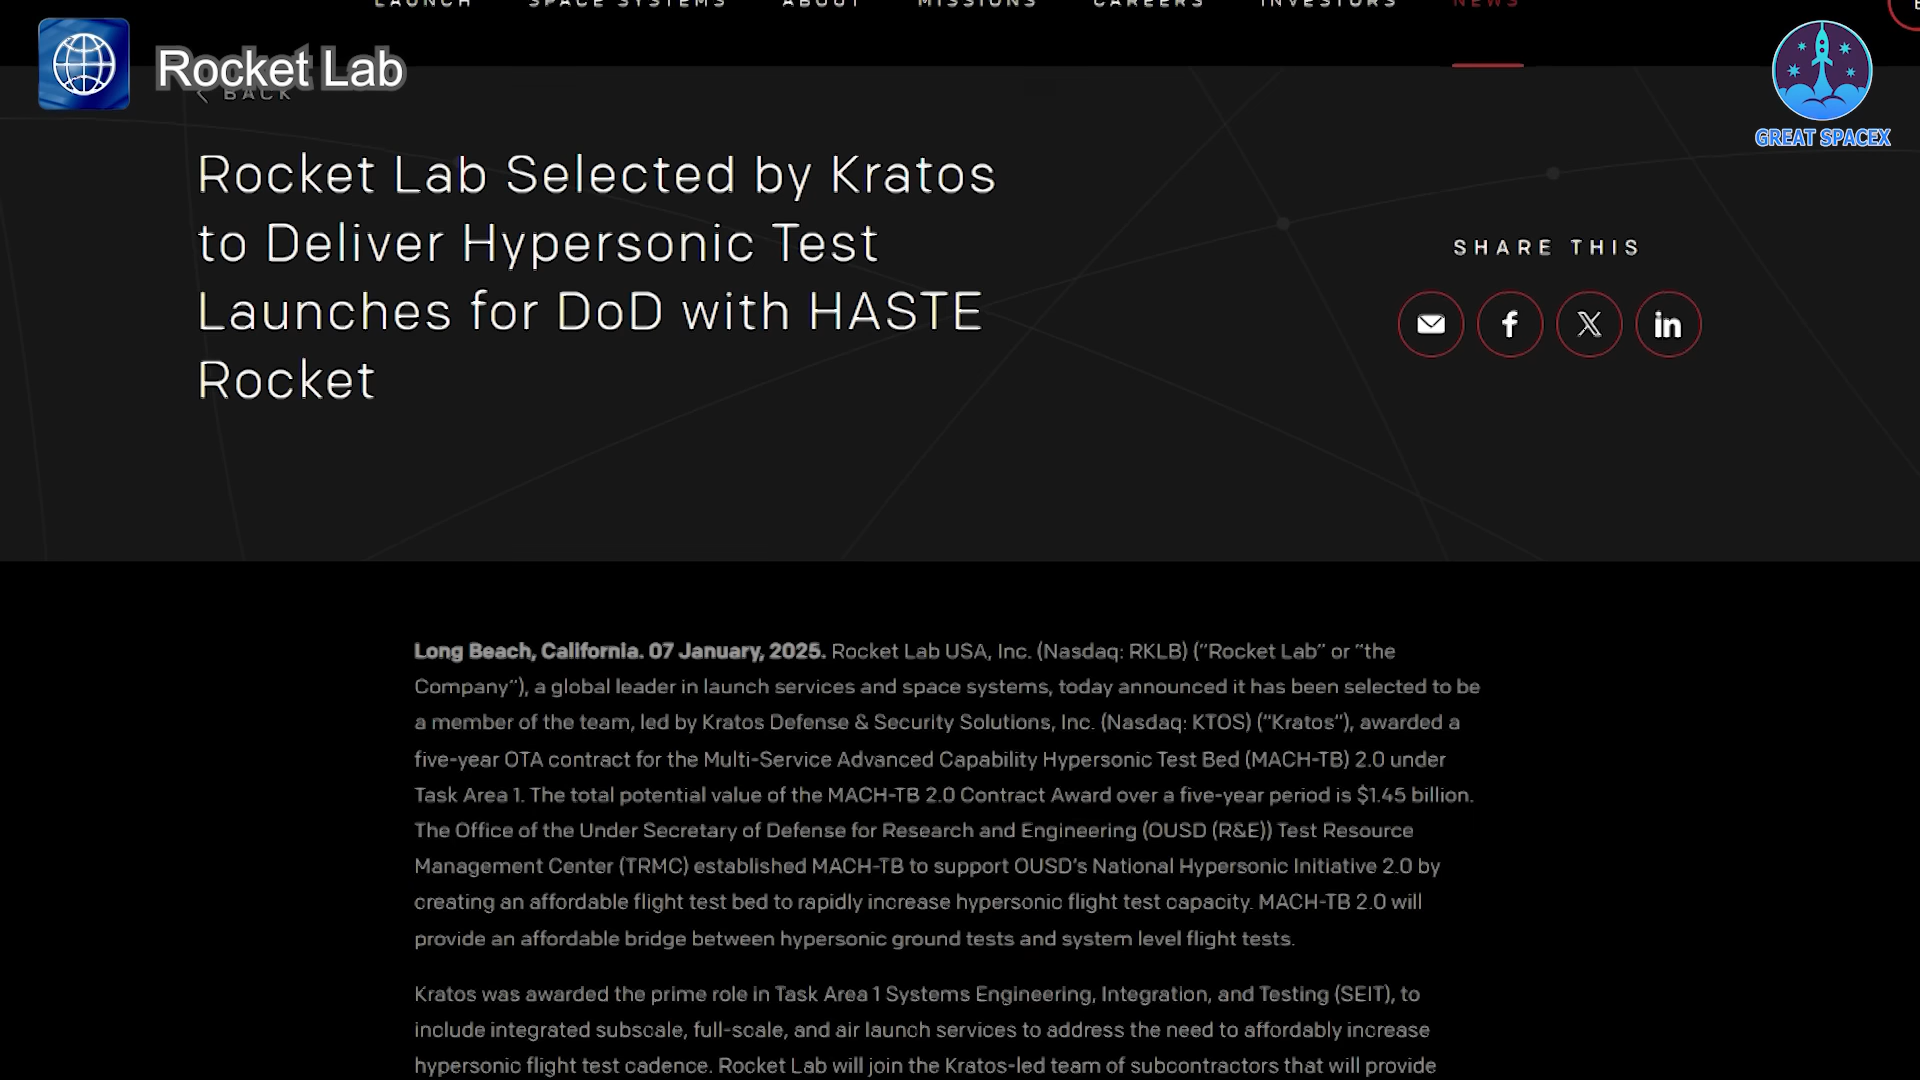 LAUNCH SPACE SYSTEMS ABOUT MISSIONS CAREERS INVESTORS NEWS
Rocket Lab
BACK
GREAT SPACEX
Rocket Lab Selected by Kratos
to Deliver Hypersonic Test
Launches for DoD with HASTE
Rocket
SHARE THIS
Long Beach, California. 07 January, 2025. Rocket Lab USA, Inc. (Nasdaq: RKLB) (“Rocket Lab” or “the
Company”), a global leader in launch services and space systems, today announced it has been selected to be
a member of the team, led by Kratos Defense & Security Solutions, Inc. (Nasdaq: KTOS) (“Kratos”), awarded a
five-year OTA contract for the Multi-Service Advanced Capability Hypersonic Test Bed (MACH-TB) 2.0 under
Task Area 1. The total potential value of the MACH-TB 2.0 Contract Award over a five-year period is $1.45 billion.
The Office of the Under Secretary of Defense for Research and Engineering (OUSD (R&E)) Test Resource
Management Center (TRMC) established MACH-TB to support OUSD’s National Hypersonic Initiative 2.0 by
creating an affordable flight test bed to rapidly increase hypersonic flight test capacity. MACH-TB 2.0 will
provide an affordable bridge between hypersonic ground tests and system level flight tests.
Kratos was awarded the prime role in Task Area 1 Systems Engineering, Integration, and Testing (SEIT), to
include integrated subscale, full-scale, and air launch services to address the need to affordably increase
hypersonic flight test cadence. Rocket Lab will join the Kratos-led team of subcontractors that will provide